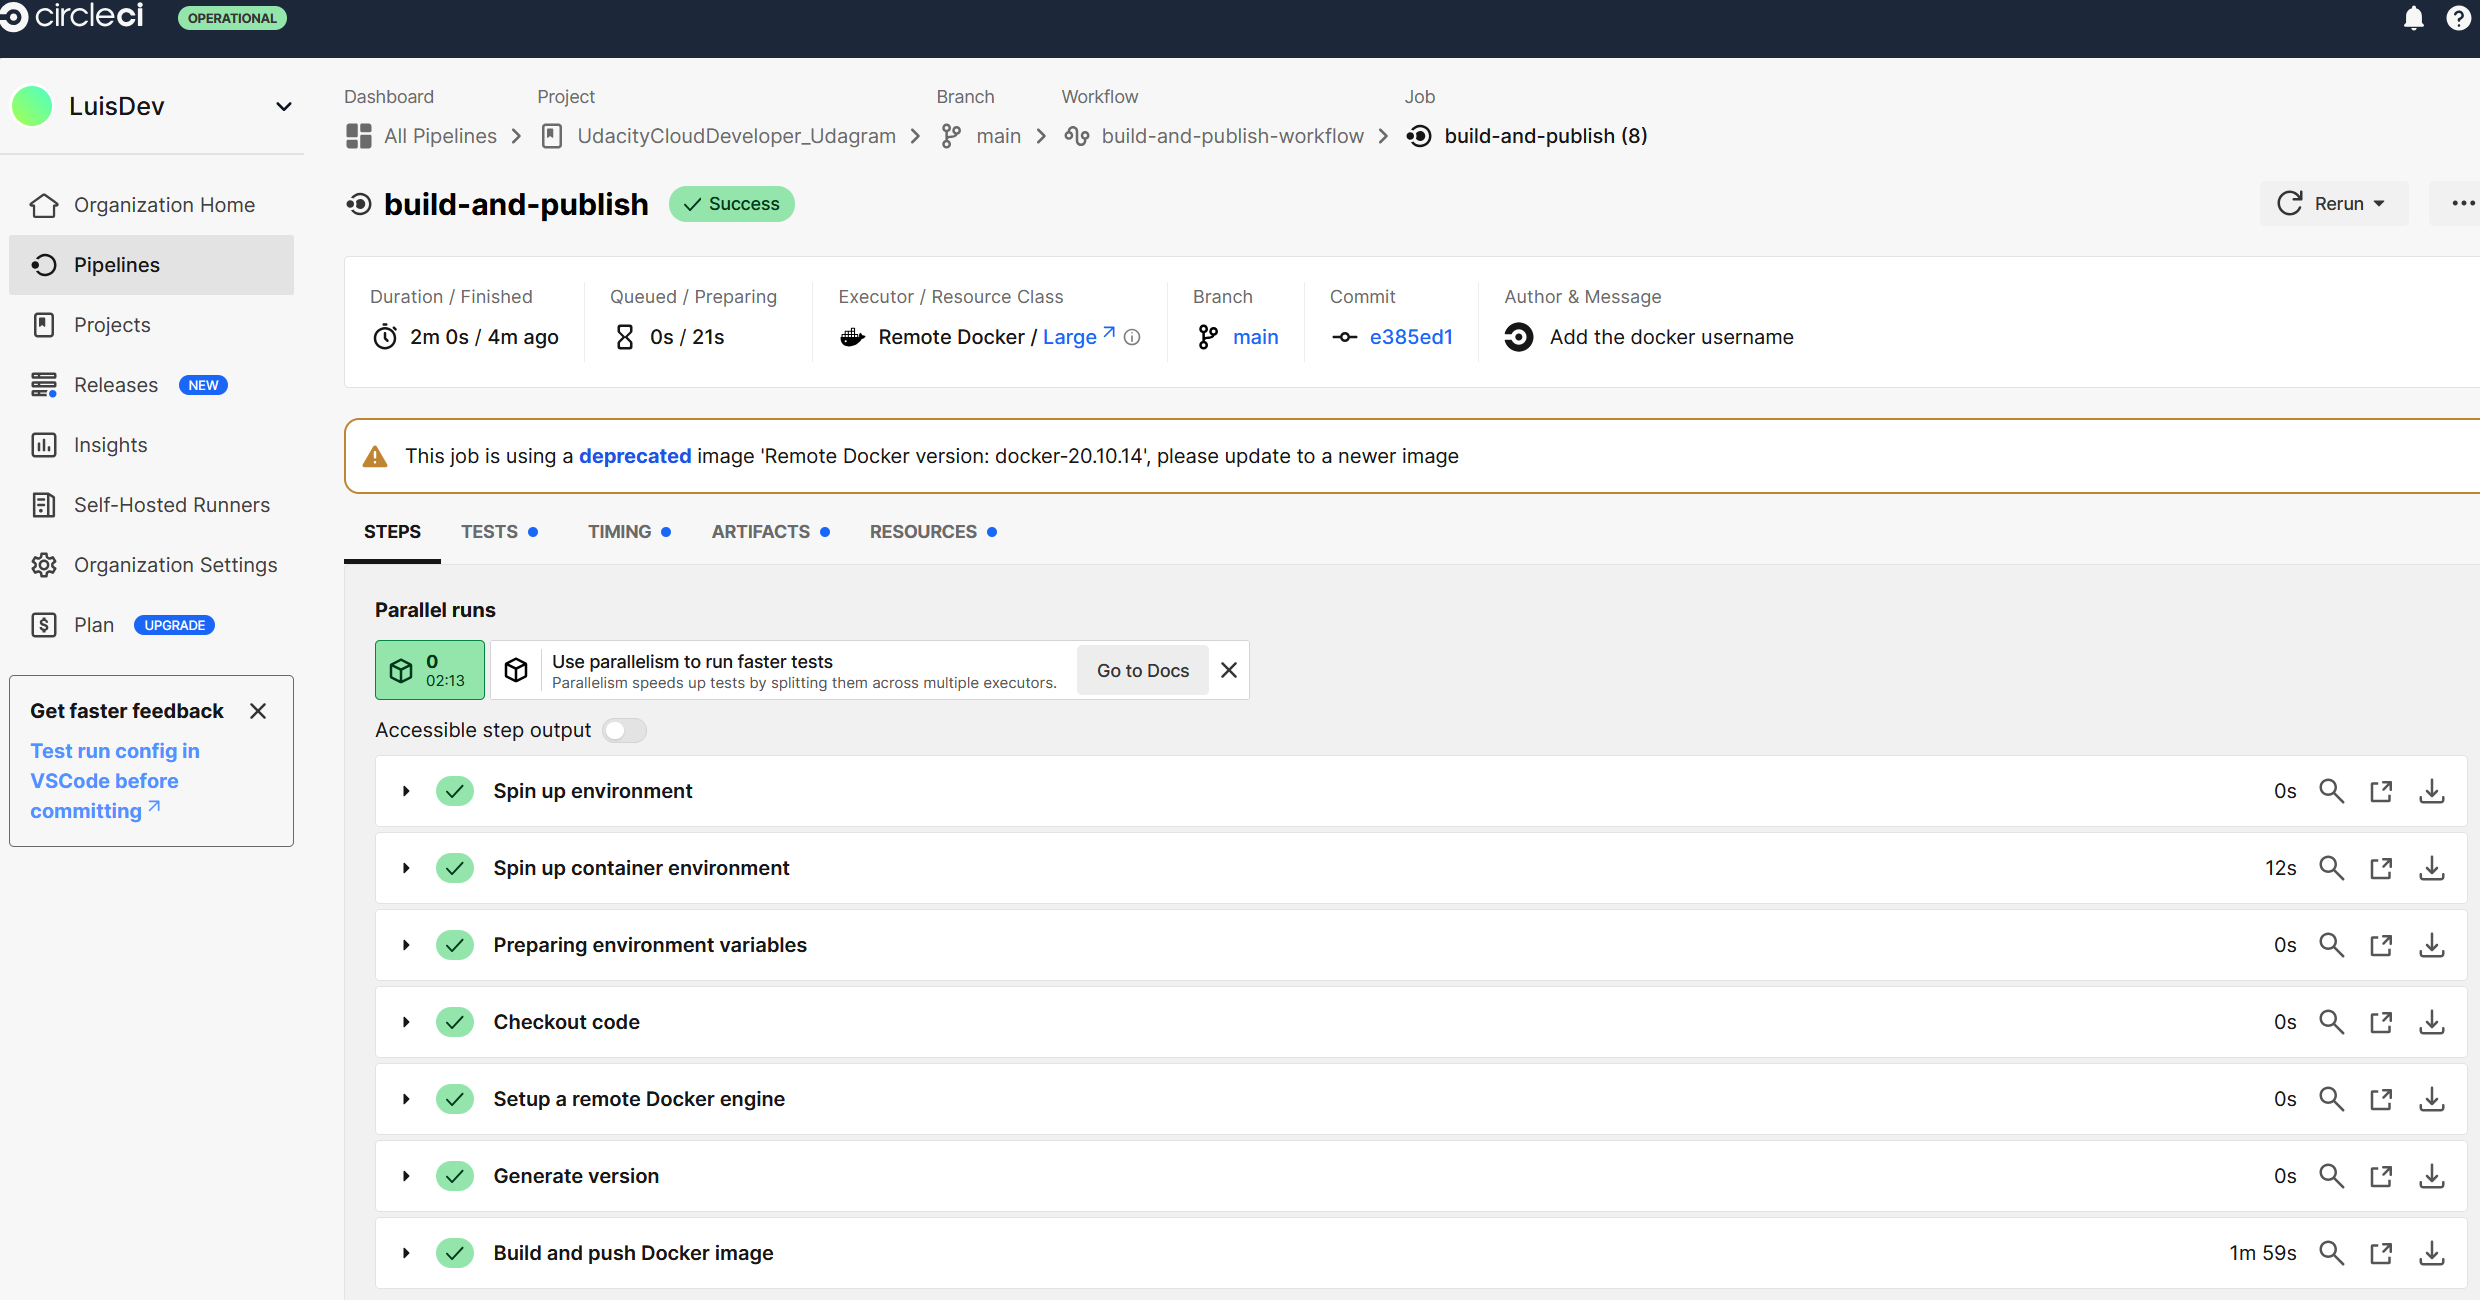 circleci OPERATIONAL
LuisDev
Organization Home
Pipelines
Projects
Releases NEW
Insights
Self-Hosted Runners
Organization Settings
Plan UPGRADE
Get faster feedback
Test run config in
VSCode before
committing
Dashboard Project Branch Workflow Job
All Pipelines UdacityCloudDeveloper_Udagram main build-and-publish-workflow build-and-publish (8)
build-and-publish Success Rerun
Duration / Finished Queued / Preparing Executor / Resource Class Branch Commit Author & Message
2m 0s / 4m ago 0s / 21s Remote Docker / Large main e385ed1 Add the docker username
This job is using a deprecated image 'Remote Docker version: docker-20.10.14', please update to a newer image
STEPS TESTS TIMING ARTIFACTS RESOURCES
Parallel runs
0
02:13
Use parallelism to run faster tests
Parallelism speeds up tests by splitting them across multiple executors.
Go to Docs
Accessible step output
Spin up environment 0s
Spin up container environment 12s
Preparing environment variables 0s
Checkout code 0s
Setup a remote Docker engine 0s
Generate version 0s
Build and push Docker image 1m 59s